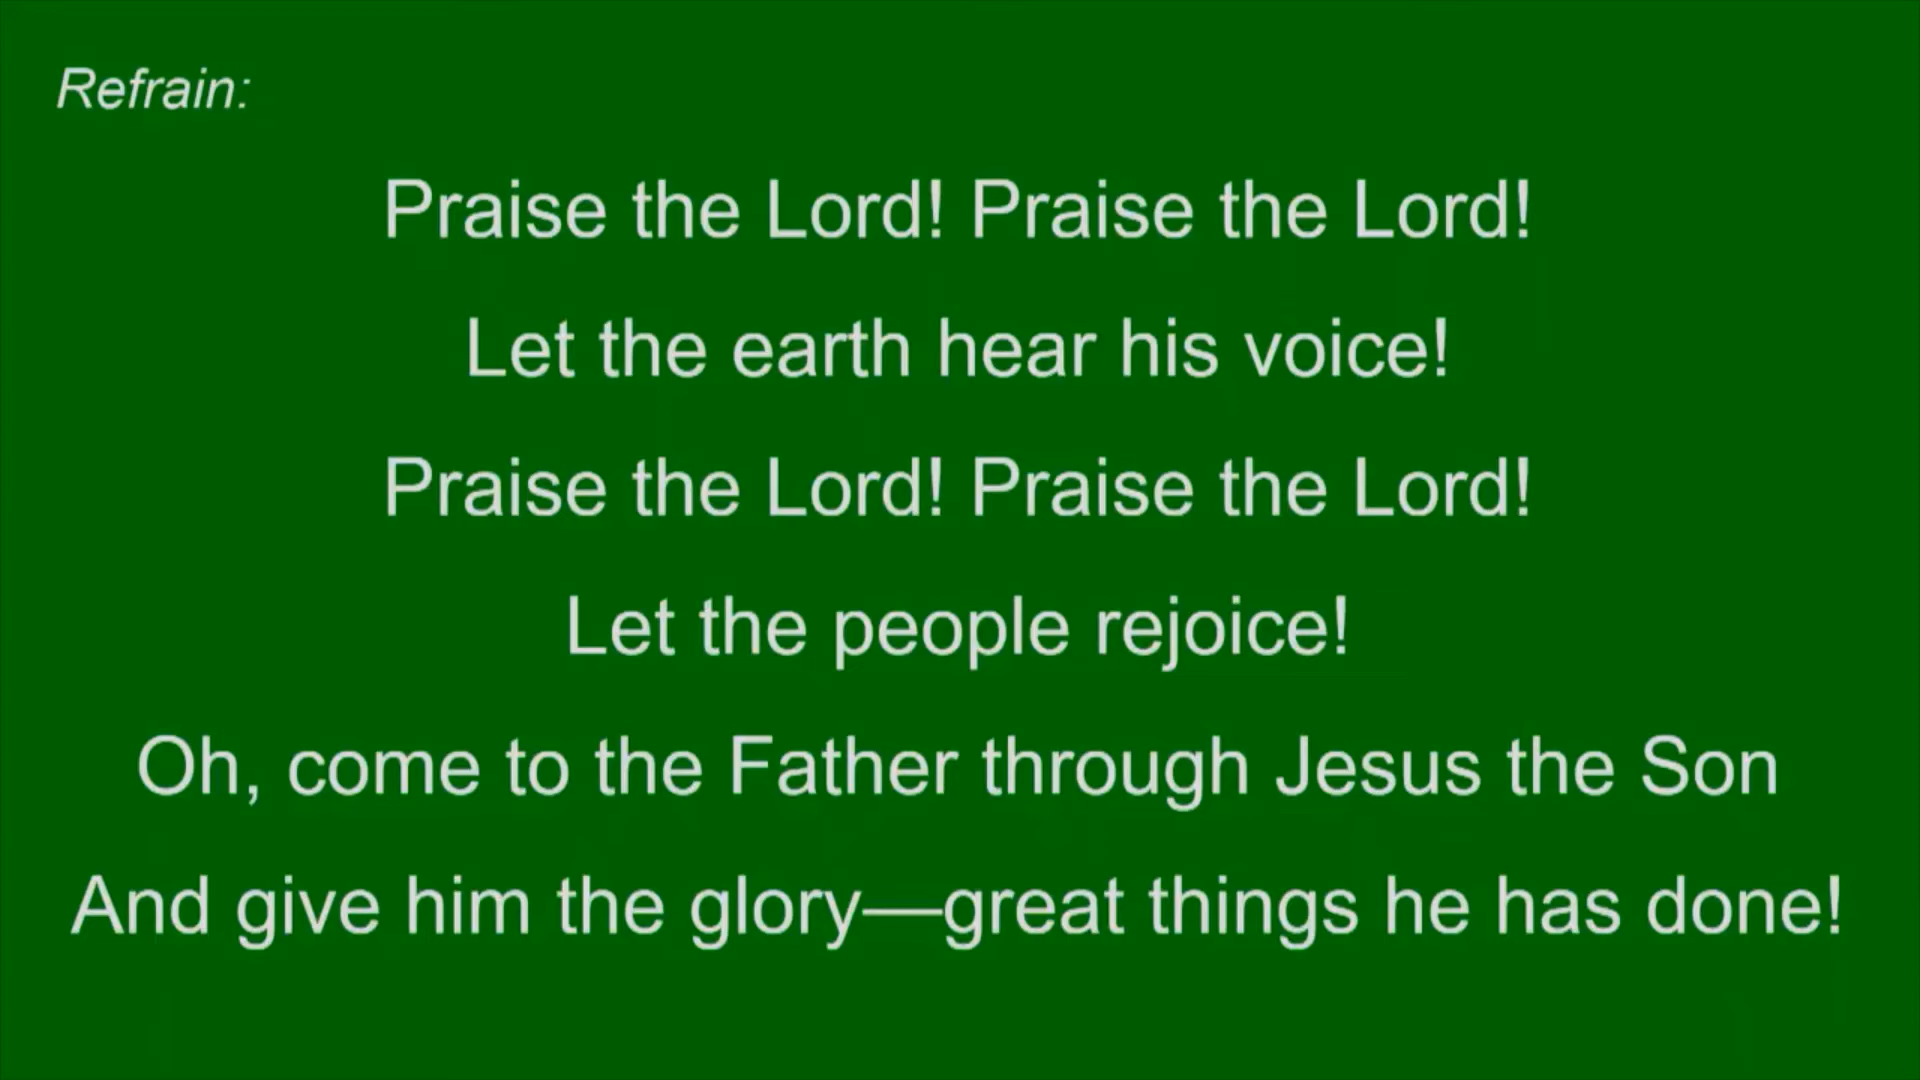 Refrain:
Praise the Lord! Praise the Lord!
Let the earth hear his voice!
Praise the Lord! Praise the Lord!
Let the people rejoice!
Oh, come to the Father through Jesus the Son
And give him the glory—great things he has done!